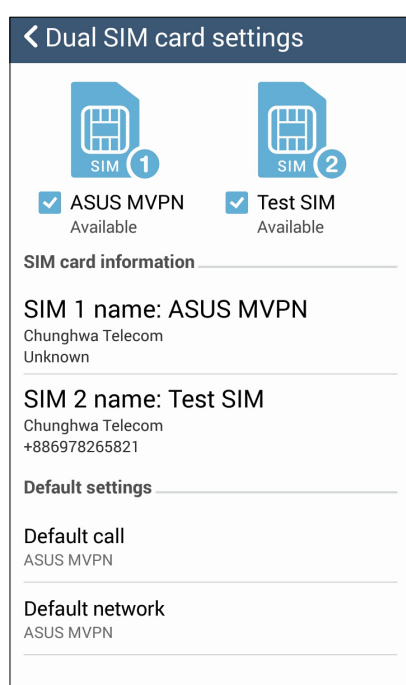 Dual SIM card settings
SIM 1 SIM 2
ASUS MVPN Test SIM
Available Available
SIM card information
SIM 1 name: ASUS MVPN
Chunghwa Telecom
Unknown
SIM 2 name: Test SIM
Chunghwa Telecom
+886978265821
Default settings
Default call
ASUS MVPN
Default network
ASUS MVPN